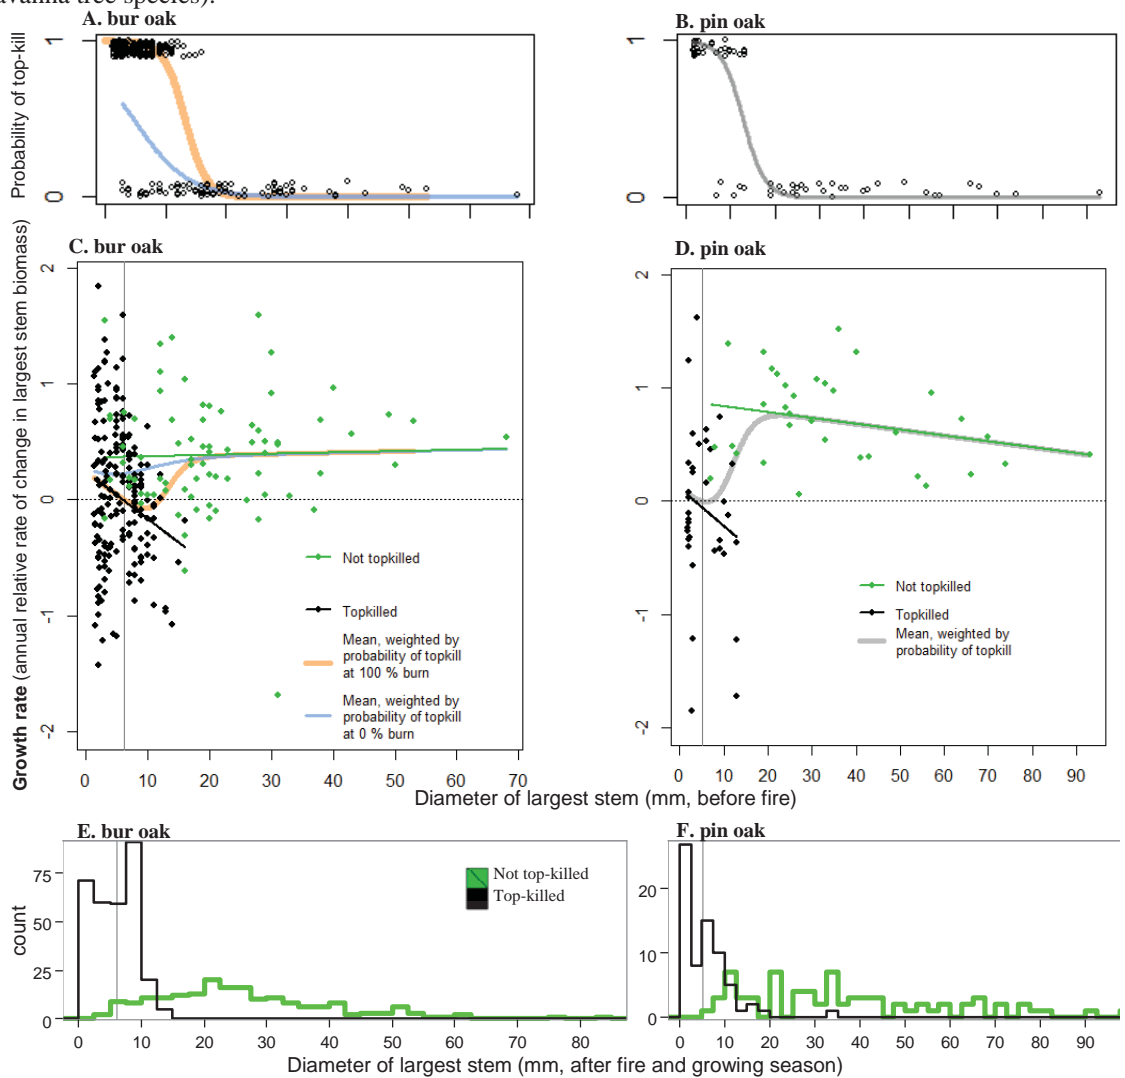 avanna tree species).
A. bur oak
B. pin oak
Probability of top-kill
1
0
1
0
C. bur oak
D. pin oak
Growth rate (annual relative rate of change in largest stem biomass)
2
1
0
-1
-2
2
1
0
-1
-2
Not topkilled
Topkilled
Mean, weighted by
probability of topkill
at 100 % burn
Mean, weighted by
probability of topkill
at 0 % burn
Not topkilled
Topkilled
Mean, weighted by
probability of topkill
0 10 20 30 40 50 60 70
0 10 20 30 40 50 60 70 80 90
Diameter of largest stem (mm, before fire)
E. bur oak
F. pin oak
count
75
50
25
0
Not top-killed
Top-killed
20
10
0
0 10 20 30 40 50 60 70 80
0 10 20 30 40 50 60 70 80 90
Diameter of largest stem (mm, after fire and growing season)